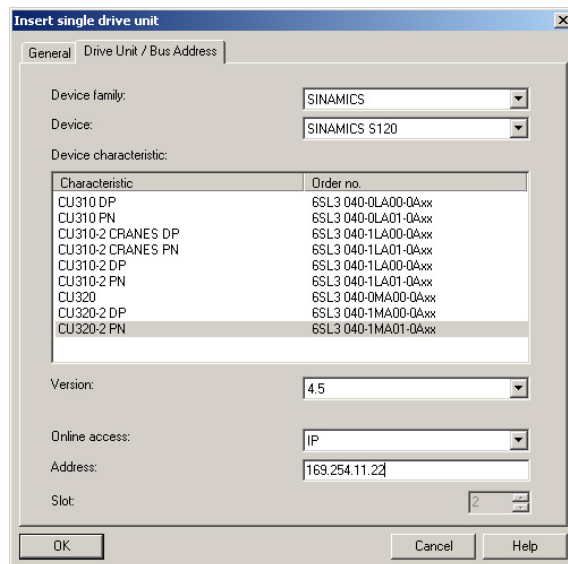 Insert single drive unit
General Drive Unit / Bus Address
Device family: SINAMICS
Device: SINAMICS S120
Device characteristic:
Characteristic Order no.
CU310 DP 6SL3 040-0LA00-0Axx
CU310 PN 6SL3 040-0LA01-0Axx
CU310-2 CRANES DP 6SL3 040-1LA00-0Axx
CU310-2 CRANES PN 6SL3 040-1LA01-0Axx
CU310-2 DP 6SL3 040-1LA00-0Axx
CU310-2 PN 6SL3 040-1LA01-0Axx
CU320 6SL3 040-0MA00-0Axx
CU320-2 DP 6SL3 040-1MA00-0Axx
CU320-2 PN 6SL3 040-1MA01-0Axx
Version: 4.5
Online access: IP
Address: 169.254.11.22
Slot: 2
OK Cancel Help